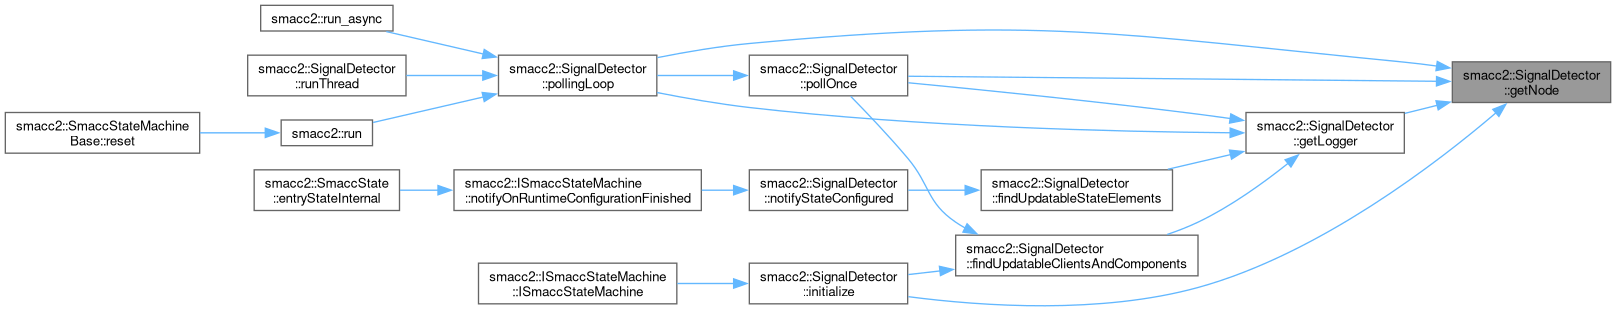 smacc2::run_async
smacc2::SignalDetector
::runThread
smacc2::SmaccStateMachine
Base::reset
smacc2::run
smacc2::SignalDetector
::pollingLoop
smacc2::SignalDetector
::pollOnce
smacc2::SignalDetector
::getNode
smacc2::SignalDetector
::getLogger
smacc2::SmaccState
::entryStateInternal
smacc2::ISmaccStateMachine
::notifyOnRuntimeConfigurationFinished
smacc2::SignalDetector
::notifyStateConfigured
smacc2::SignalDetector
::findUpdatableStateElements
smacc2::SignalDetector
::findUpdatableClientsAndComponents
smacc2::ISmaccStateMachine
::ISmaccStateMachine
smacc2::SignalDetector
::initialize